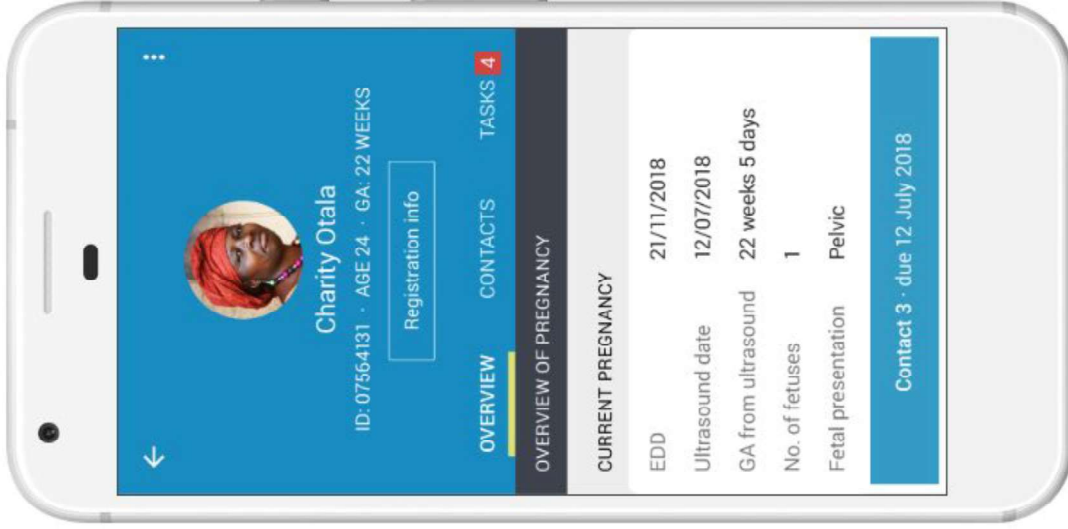 Charity Otala
ID: 07564131 · AGE 24 · GA: 22 WEEKS
Registration info
OVERVIEW CONTACTS TASKS 4
OVERVIEW OF PREGNANCY
CURRENT PREGNANCY
EDD 21/11/2018
Ultrasound date 12/07/2018
GA from ultrasound 22 weeks 5 days
No. of fetuses 1
Fetal presentation Pelvic
Contact 3 · due 12 July 2018